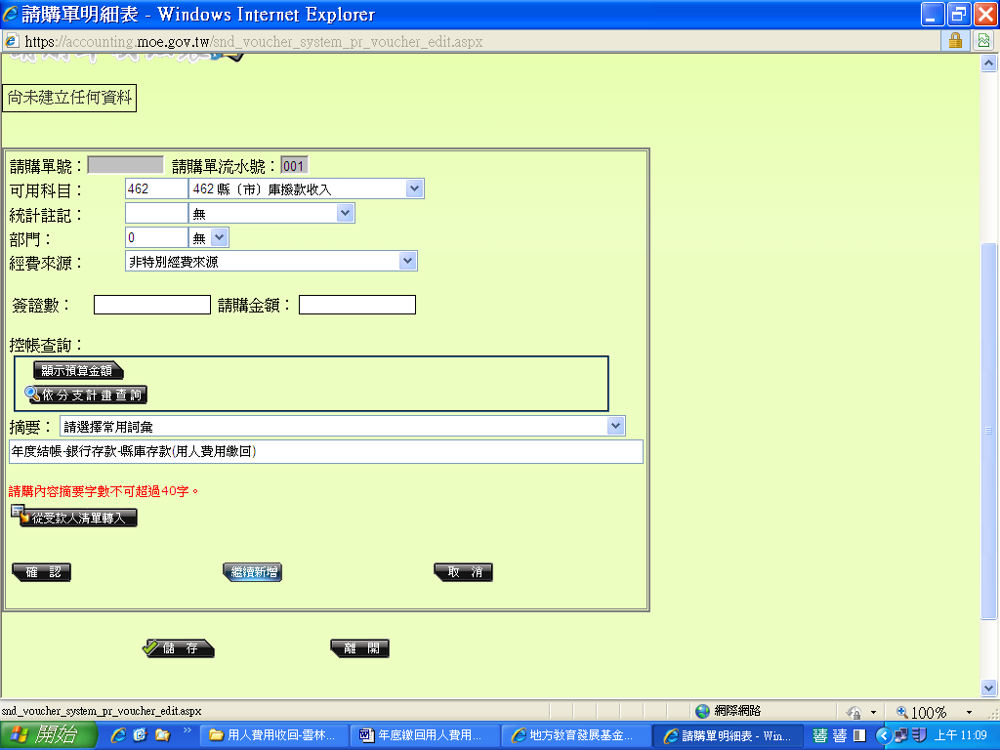 請購單明細表 - Windows Internet Explorer
https://accounting.moe.gov.tw/snd_voucher_system_pr_voucher_edit.aspx
尚未建立任何資料
請購單號： 請購單流水號：001
可用科目： 462 462 縣（市）庫撥款收入
統計註記： 無
部門： 0 無
經費來源： 非特別經費來源
簽證數： 請購金額：
控帳查詢：
顯示預算金額
依分支計畫查詢
摘要： 請選擇常用詞彙
年度結帳-銀行存款-縣庫存款(用人費用繳回)
請購內容摘要字數不可超過40字。
從受款人清單轉入
確 認 繼續新增 取 消
儲 存 離 開
snd_voucher_system_pr_voucher_edit.aspx 網際網路 100%
開始 用人費用收回-雲林... 年底繳回用人費用... 地方教育發展基金... 請購單明細表 - Win... 上午 11:09